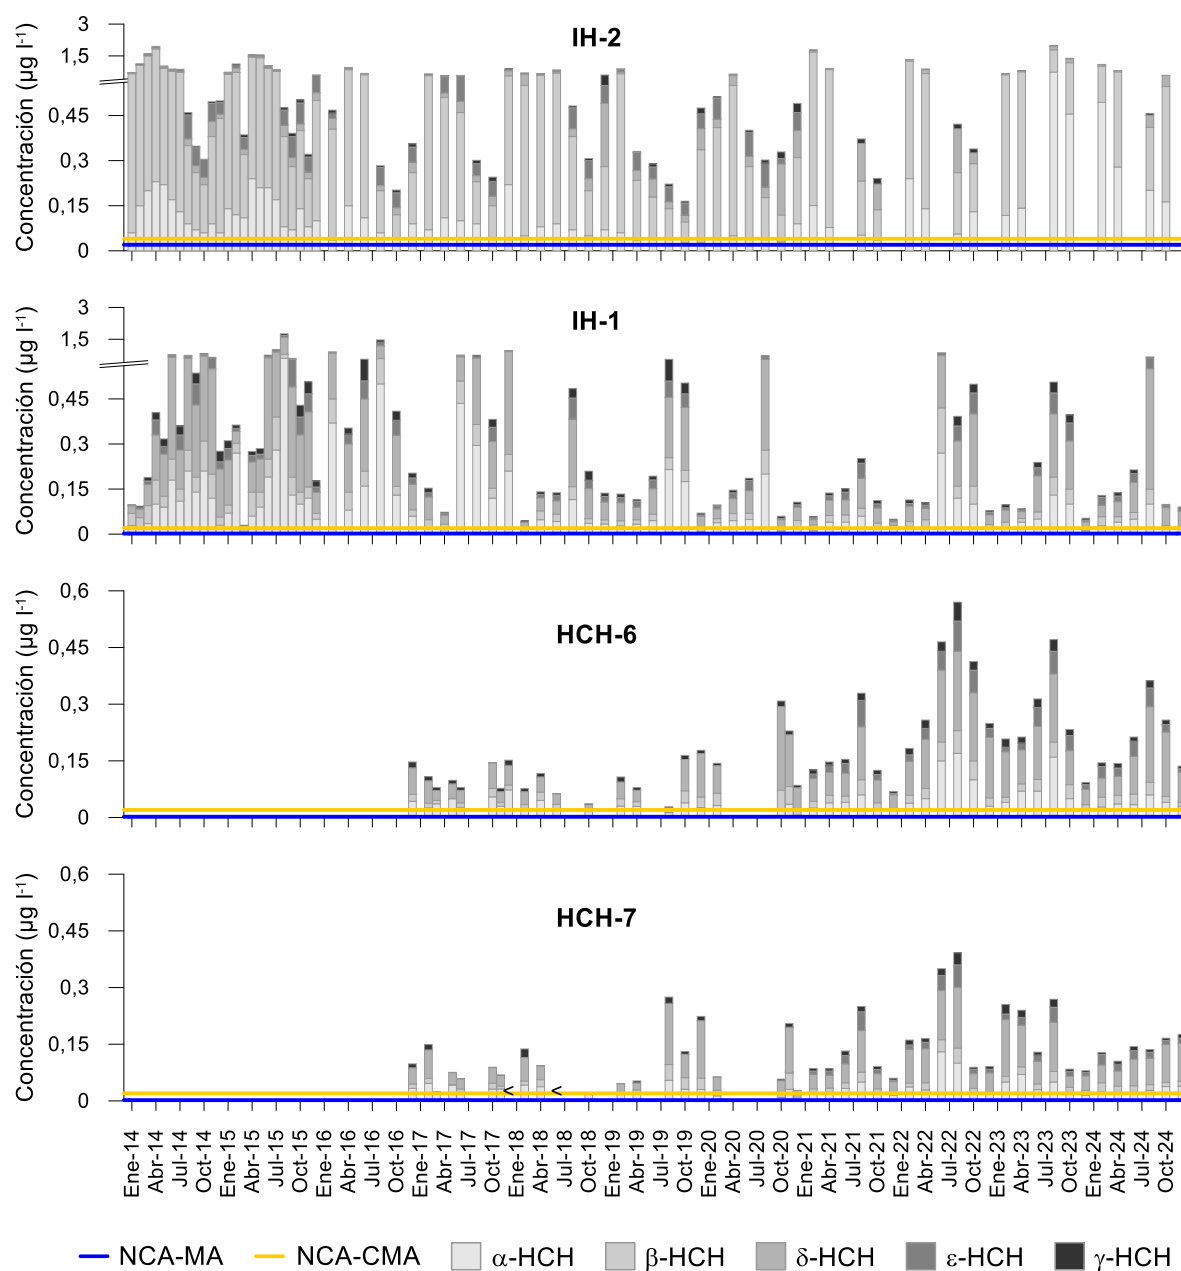 IH-2
Concentración (µg l⁻¹)
3
1.5
0.45
0.3
0.15
0
IH-1
Concentración (µg l⁻¹)
3
1.5
0.45
0.3
0.15
0
HCH-6
Concentración (µg l⁻¹)
0,6
0.45
0.3
0.15
0
HCH-7
Concentración (µg l⁻¹)
0,6
0.45
0.3
0.15
0
<
<
Ene-14
Abr-14
Jul-14
Oct-14
Ene-15
Abr-15
Jul-15
Oct-15
Ene-16
Abr-16
Jul-16
Oct-16
Ene-17
Abr-17
Jul-17
Oct-17
Ene-18
Abr-18
Jul-18
Oct-18
Ene-19
Abr-19
Jul-19
Oct-19
Ene-20
Abr-20
Jul-20
Oct-20
Ene-21
Abr-21
Jul-21
Oct-21
Ene-22
Abr-22
Jul-22
Oct-22
Ene-23
Abr-23
Jul-23
Oct-23
Ene-24
Abr-24
Jul-24
Oct-24
NCA-MA NCA-CMA α-HCH β-HCH δ-HCH ε-HCH γ-HCH